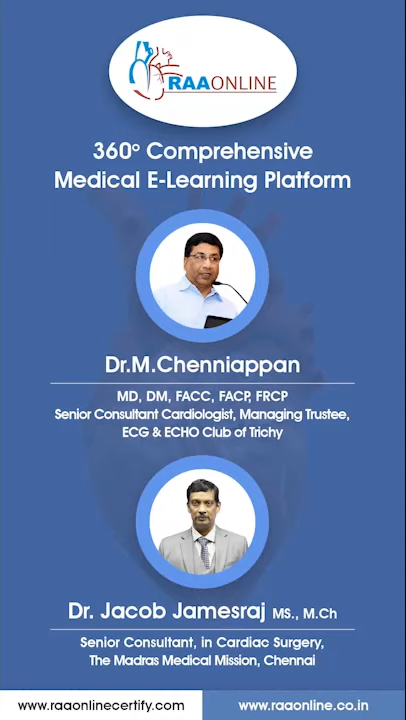 RAAONLINE
360° Comprehensive
Medical E-Learning Platform
Dr.M.Chenniappan
MD, DM, FACC, FACP, FRCP
Senior Consultant Cardiologist, Managing Trustee,
ECG & ECHO Club of Trichy
Dr. Jacob Jamesraj MS., M.Ch
Senior Consultant, in Cardiac Surgery,
The Madras Medical Mission, Chennai
www.raaonlinecertify.com
www.raaonline.co.in